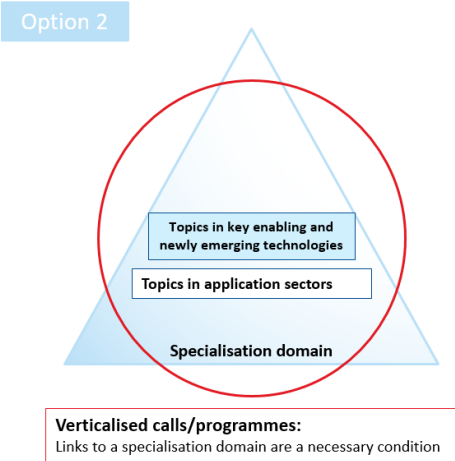 Option 2
Topics in key enabling and
newly emerging technologies
Topics in application sectors
Specialisation domain
Verticalised calls/programmes:
Links to a specialisation domain are a necessary condition